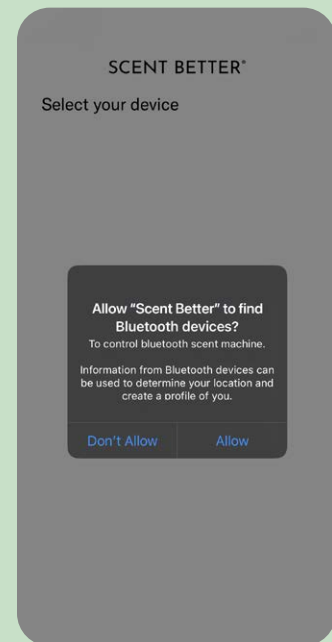 SCENT BETTER®
Select your device
Allow “Scent Better” to find
Bluetooth devices?
To control bluetooth scent machine.
Information from Bluetooth devices can
be used to determine your location and
create a profile of you.
Don't Allow
Allow